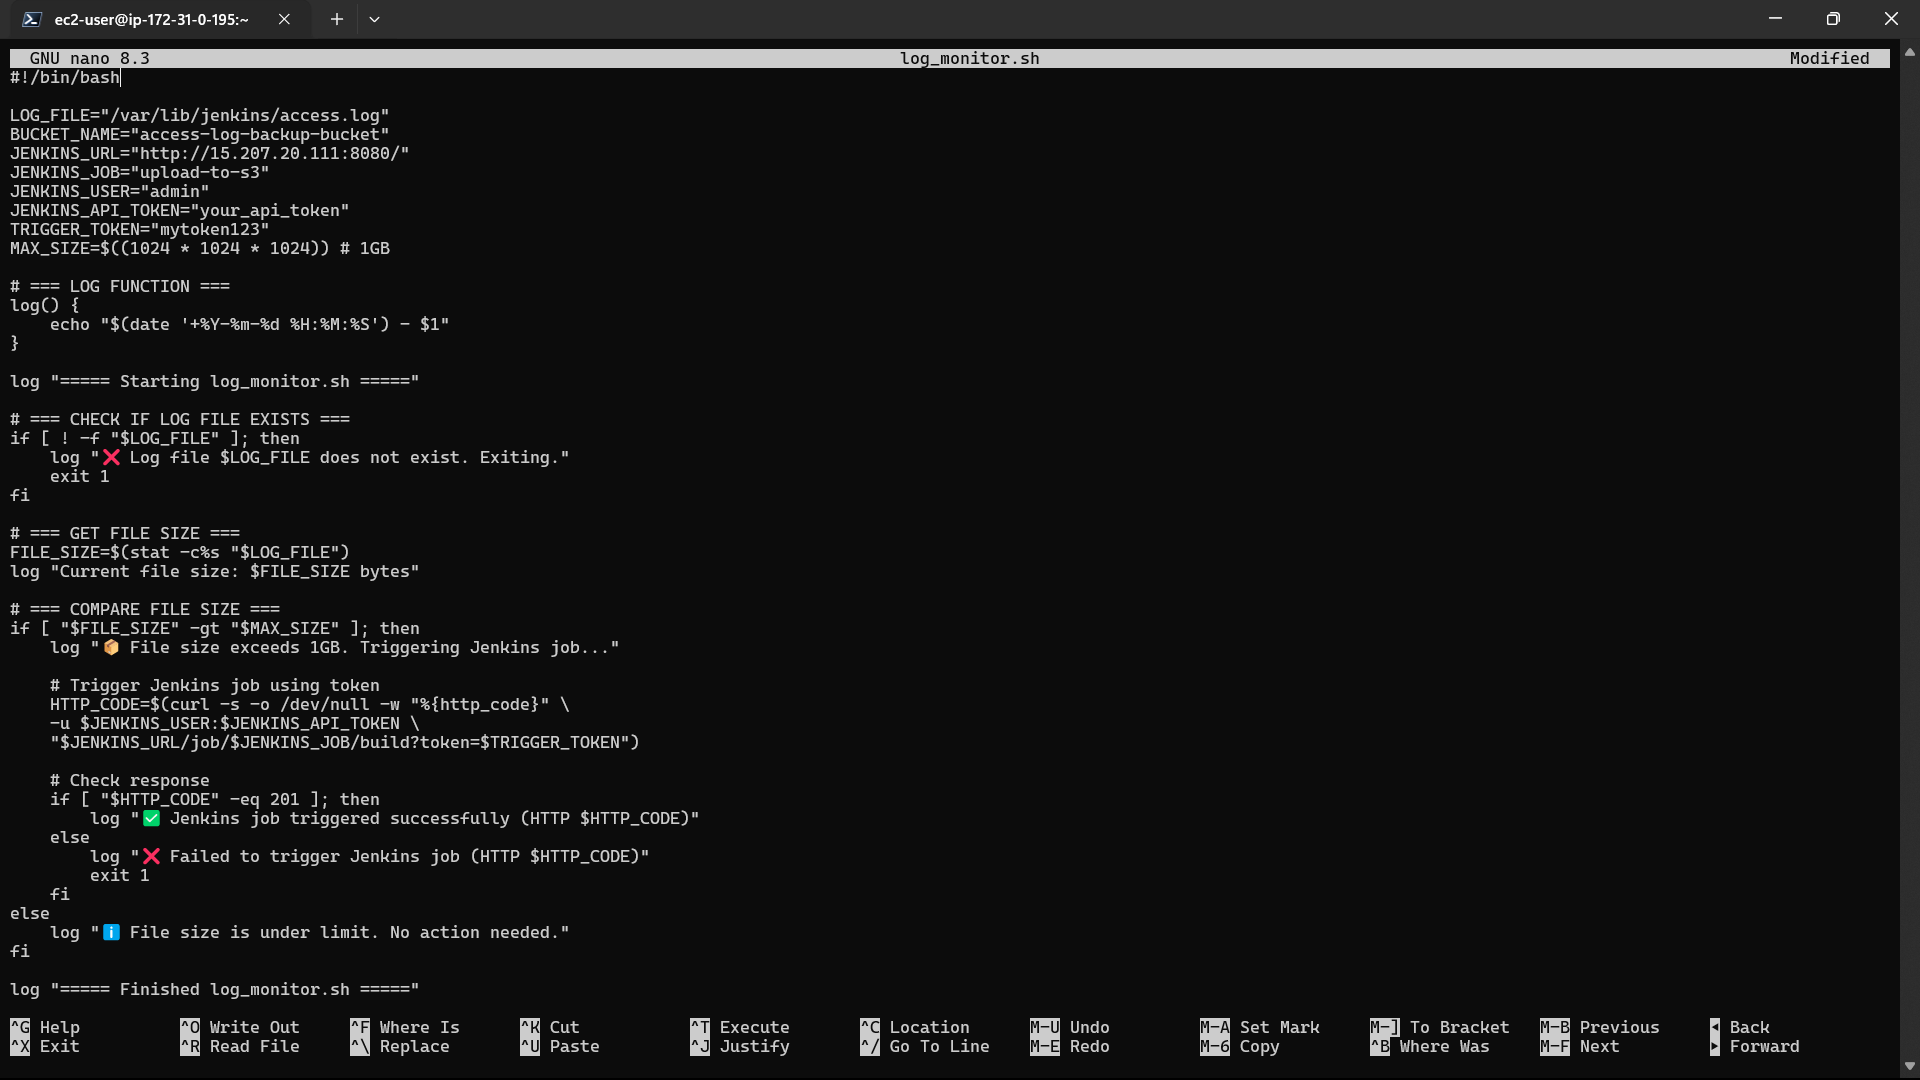 ec2-user@ip-172-31-0-195:~
GNU nano 8.3 log_monitor.sh Modified
#!/bin/bash

LOG_FILE="/var/lib/jenkins/access.log"
BUCKET_NAME="access-log-backup-bucket"
JENKINS_URL="http://15.207.20.111:8080/"
JENKINS_JOB="upload-to-s3"
JENKINS_USER="admin"
JENKINS_API_TOKEN="your_api_token"
TRIGGER_TOKEN="mytoken123"
MAX_SIZE=$((1024 * 1024 * 1024)) # 1GB

# === LOG FUNCTION ===
log() {
    echo "$(date '+%Y-%m-%d %H:%M:%S') - $1"
}

log "===== Starting log_monitor.sh ====="

# === CHECK IF LOG FILE EXISTS ===
if [ ! -f "$LOG_FILE" ]; then
    log "❌ Log file $LOG_FILE does not exist. Exiting."
    exit 1
fi

# === GET FILE SIZE ===
FILE_SIZE=$(stat -c%s "$LOG_FILE")
log "Current file size: $FILE_SIZE bytes"

# === COMPARE FILE SIZE ===
if [ "$FILE_SIZE" -gt "$MAX_SIZE" ]; then
    log "📦 File size exceeds 1GB. Triggering Jenkins job..."

    # Trigger Jenkins job using token
    HTTP_CODE=$(curl -s -o /dev/null -w "%{http_code}" \
    -u $JENKINS_USER:$JENKINS_API_TOKEN \
    "$JENKINS_URL/job/$JENKINS_JOB/build?token=$TRIGGER_TOKEN")

    # Check response
    if [ "$HTTP_CODE" -eq 201 ]; then
        log "✅ Jenkins job triggered successfully (HTTP $HTTP_CODE)"
    else
        log "❌ Failed to trigger Jenkins job (HTTP $HTTP_CODE)"
        exit 1
    fi
else
    log "ℹ️ File size is under limit. No action needed."
fi

log "===== Finished log_monitor.sh ====="

^G Help ^O Write Out ^F Where Is ^K Cut ^T Execute ^C Location M-U Undo M-A Set Mark M-] To Bracket M-B Previous ◂ Back
^X Exit ^R Read File ^\ Replace ^U Paste ^J Justify ^/ Go To Line M-E Redo M-6 Copy ^B Where Was M-F Next ▸ Forward